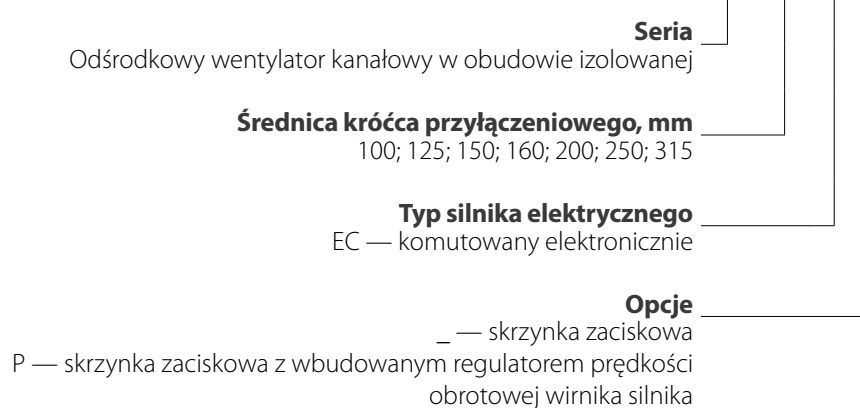 Seria
Odśrodkowy wentylator kanałowy w obudowie izolowanej
Średnica króćca przyłączeniowego, mm
100; 125; 150; 160; 200; 250; 315
Typ silnika elektrycznego
EC — komutowany elektronicznie
Opcje
_ — skrzynka zaciskowa
P — skrzynka zaciskowa z wbudowanym regulatorem prędkości
obrotowej wirnika silnika